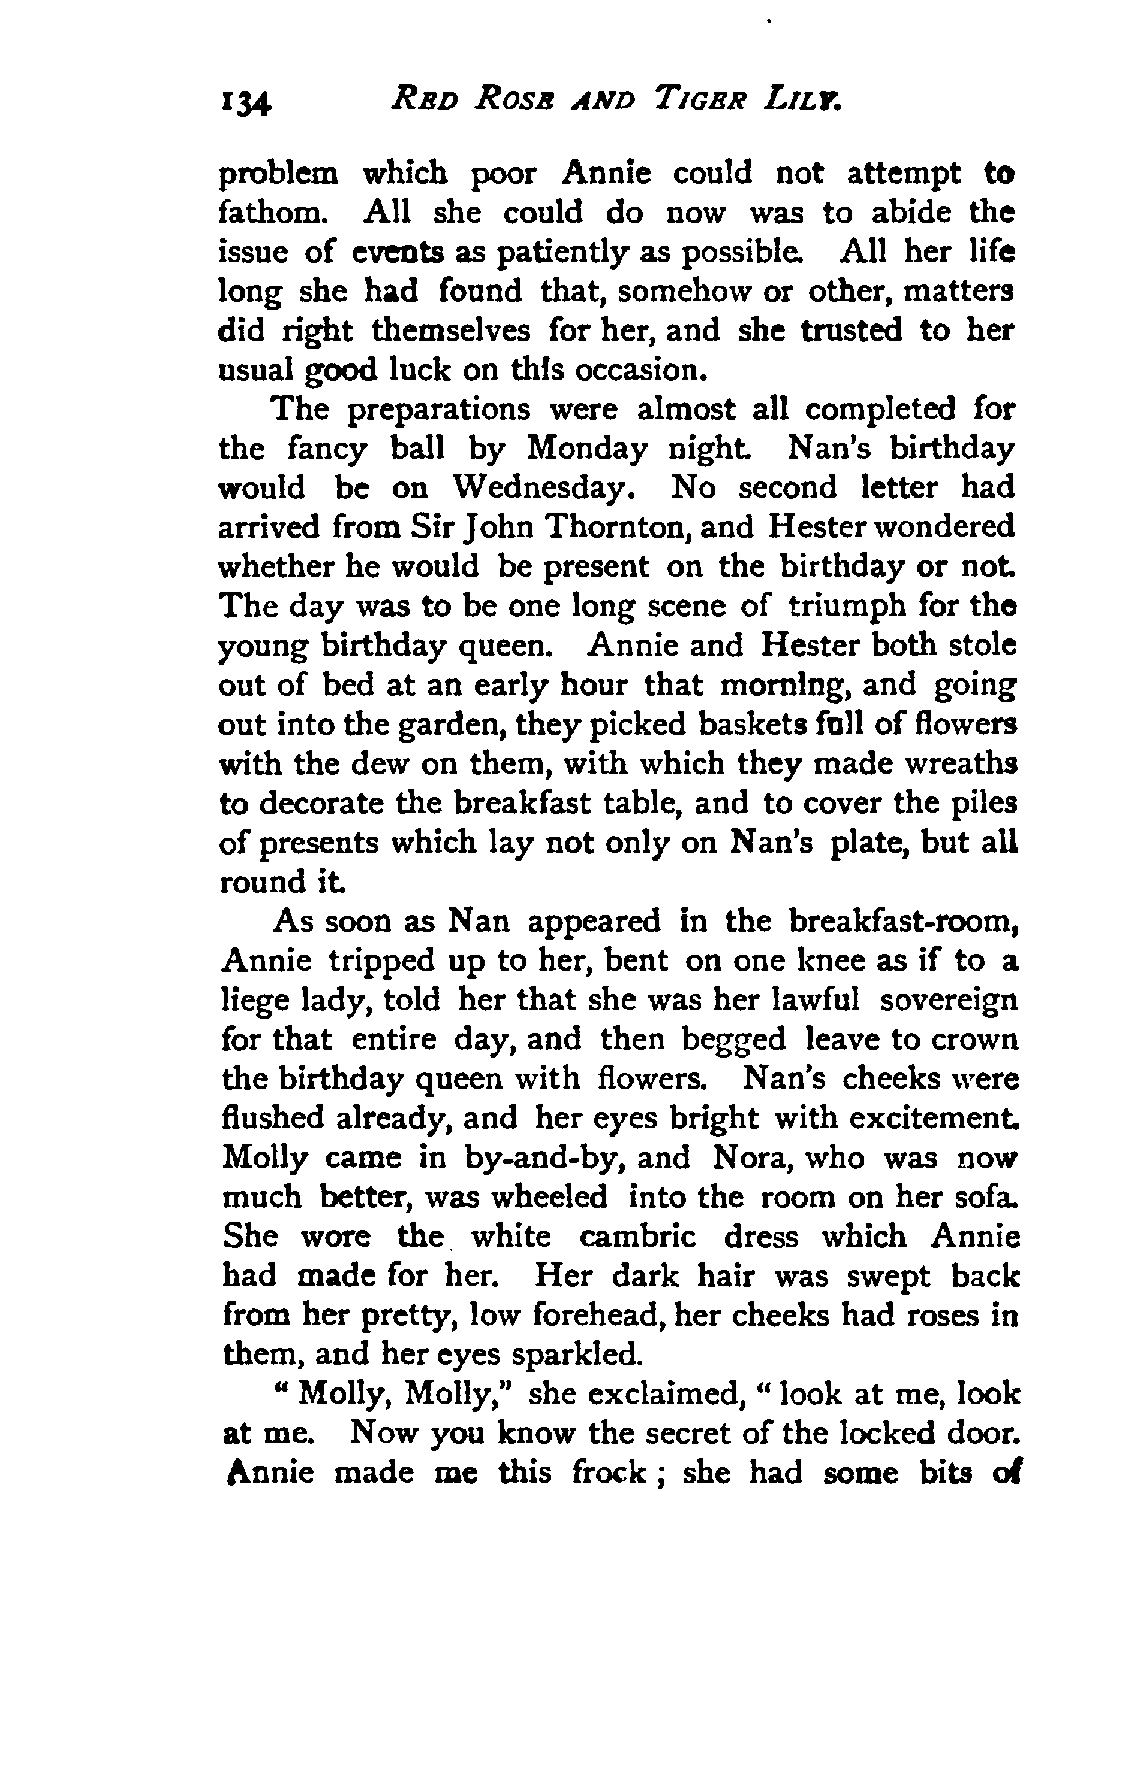 134 RED ROSE AND TIGER LILY.
problem which poor Annie could not attempt to
fathom. All she could do now was to abide the
issue of events as patiently as possible. All her life
long she had found that, somehow or other, matters
did right themselves for her, and she trusted to her
usual good luck on this occasion.
The preparations were almost all completed for
the fancy ball by Monday night. Nan's birthday
would be on Wednesday. No second letter had
arrived from Sir John Thornton, and Hester wondered
whether he would be present on the birthday or not.
The day was to be one long scene of triumph for the
young birthday queen. Annie and Hester both stole
out of bed at an early hour that morning, and going
out into the garden, they picked baskets full of flowers
with the dew on them, with which they made wreaths
to decorate the breakfast table, and to cover the piles
of presents which lay not only on Nan's plate, but all
round it.
As soon as Nan appeared in the breakfast-room,
Annie tripped up to her, bent on one knee as if to a
liege lady, told her that she was her lawful sovereign
for that entire day, and then begged leave to crown
the birthday queen with flowers. Nan's cheeks were
flushed already, and her eyes bright with excitement.
Molly came in by-and-by, and Nora, who was now
much better, was wheeled into the room on her sofa.
She wore the white cambric dress which Annie
had made for her. Her dark hair was swept back
from her pretty, low forehead, her cheeks had roses in
them, and her eyes sparkled.
" Molly, Molly," she exclaimed, " look at me, look
at me. Now you know the secret of the locked door.
Annie made me this frock ; she had some bits of